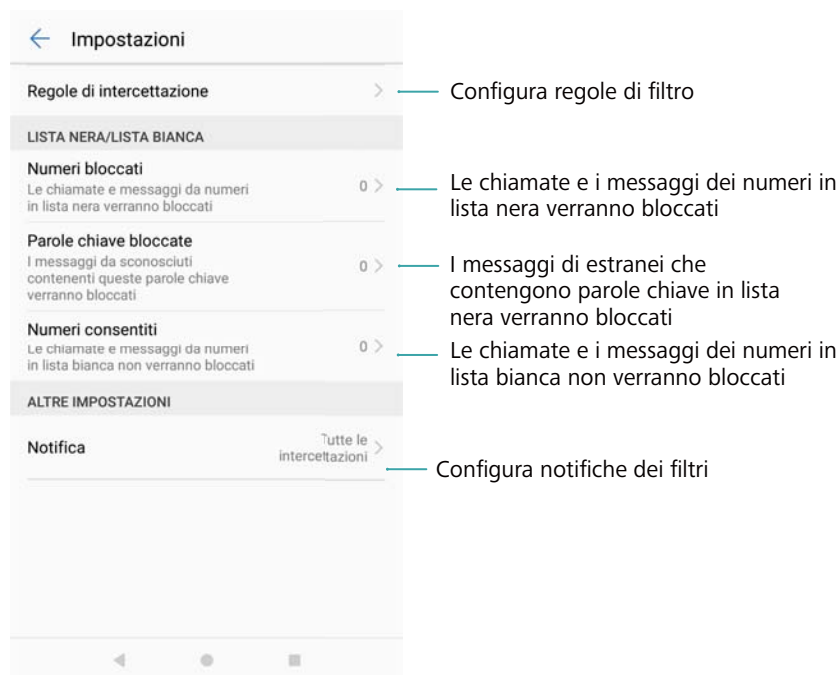 Impostazioni
Regole di intercettazione
Configura regole di filtro
LISTA NERA/LISTA BIANCA
Numeri bloccati
Le chiamate e messaggi da numeri
in lista nera verranno bloccati
0
Le chiamate e i messaggi dei numeri in
lista nera verranno bloccati
Parole chiave bloccate
I messaggi da sconosciuti
contenenti queste parole chiave
verranno bloccati
0
I messaggi di estranei che
contengono parole chiave in lista
nera verranno bloccati
Numeri consentiti
Le chiamate e messaggi da numeri
in lista bianca non verranno bloccati
0
Le chiamate e i messaggi dei numeri in
lista bianca non verranno bloccati
ALTRE IMPOSTAZIONI
Notifica
Tutte le
intercettazioni
Configura notifiche dei filtri